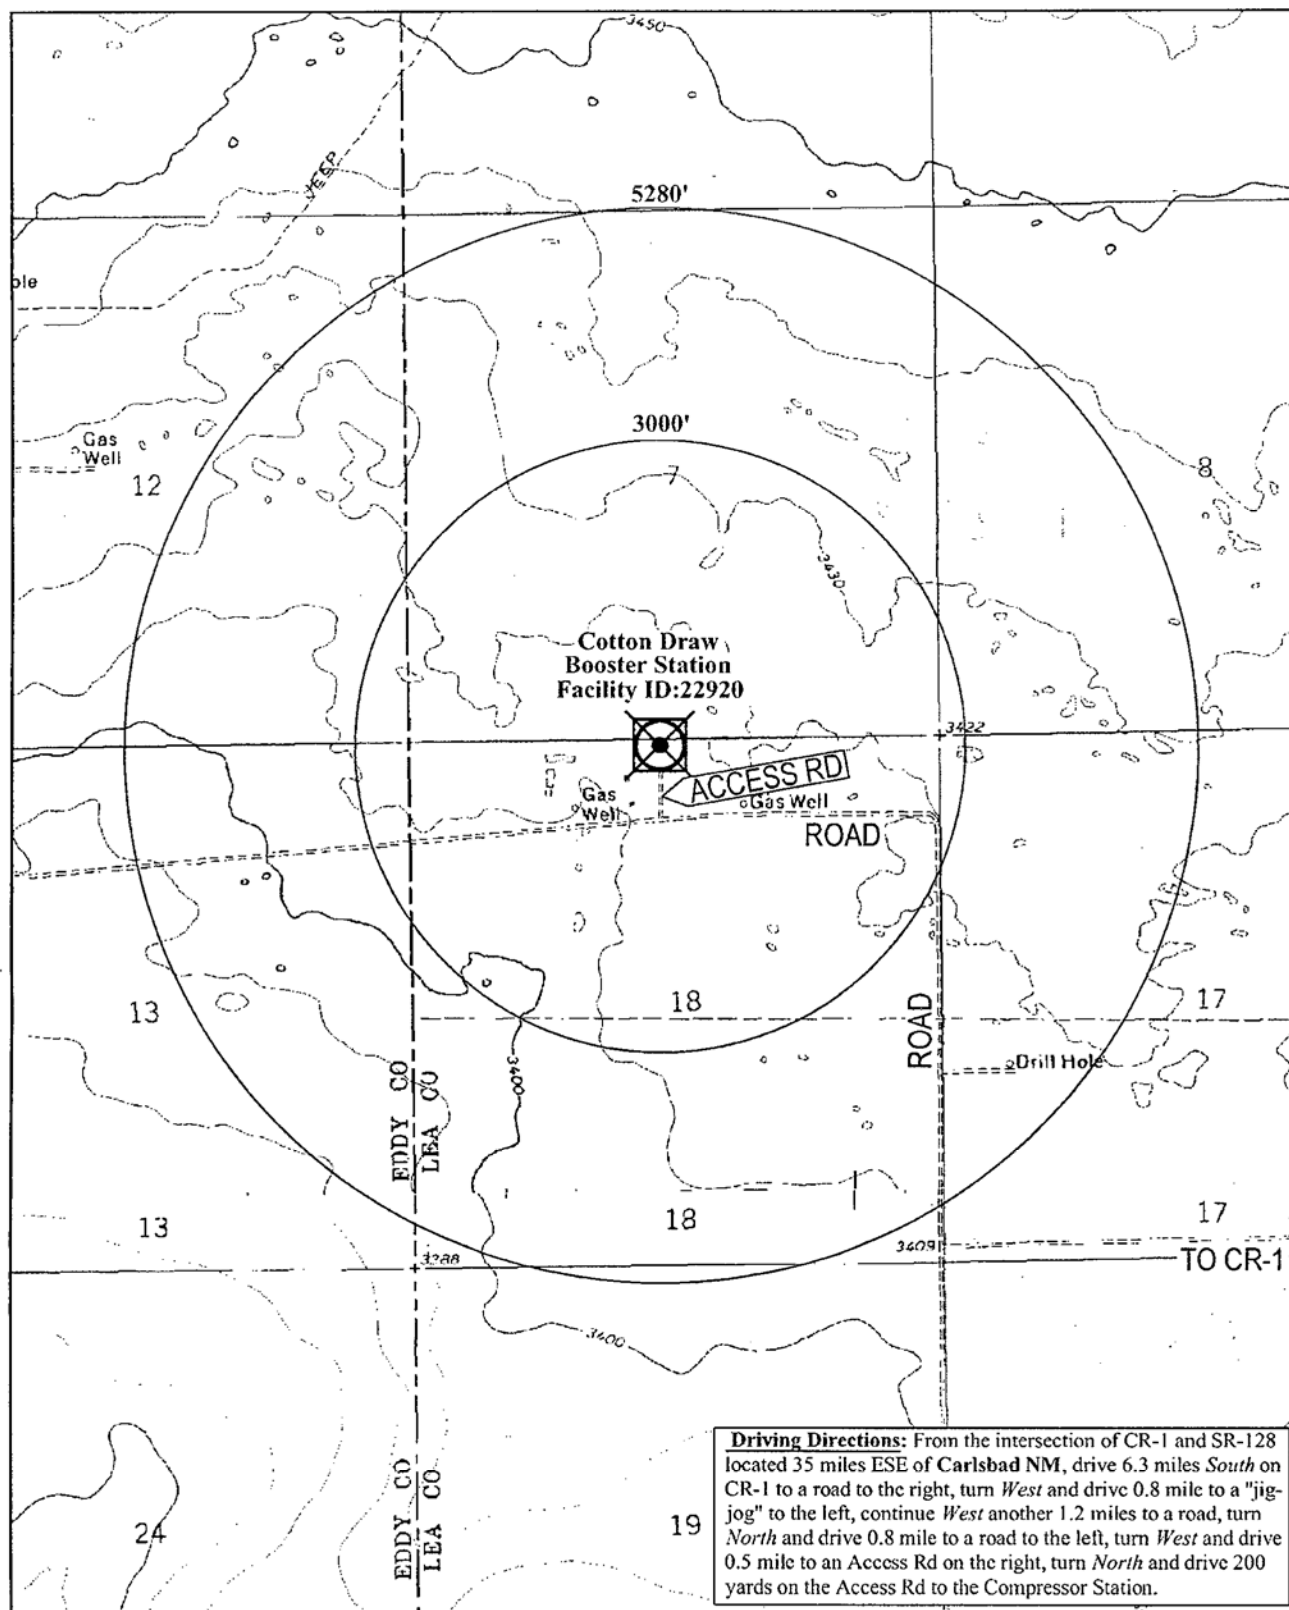 3450
JEEP
5280'
ole
3000'
Gas
Well
7
8
12
3430
Cotton Draw
Booster Station
Facility ID:22920
3422
ACCESS RD
Gas
Well
Gas Well
ROAD
13
18
ROAD
17
Drill Hole
3400
EDDY CO
LEA CO
13
18
17
3409
3388
TO CR-1
3400
EDDY CO
LEA CO
24
19
Driving Directions: From the intersection of CR-1 and SR-128
located 35 miles ESE of Carlsbad NM, drive 6.3 miles South on
CR-1 to a road to the right, turn West and drive 0.8 mile to a "jig-
jog" to the left, continue West another 1.2 miles to a road, turn
North and drive 0.8 mile to a road to the left, turn West and drive
0.5 mile to an Access Rd on the right, turn North and drive 200
yards on the Access Rd to the Compressor Station.